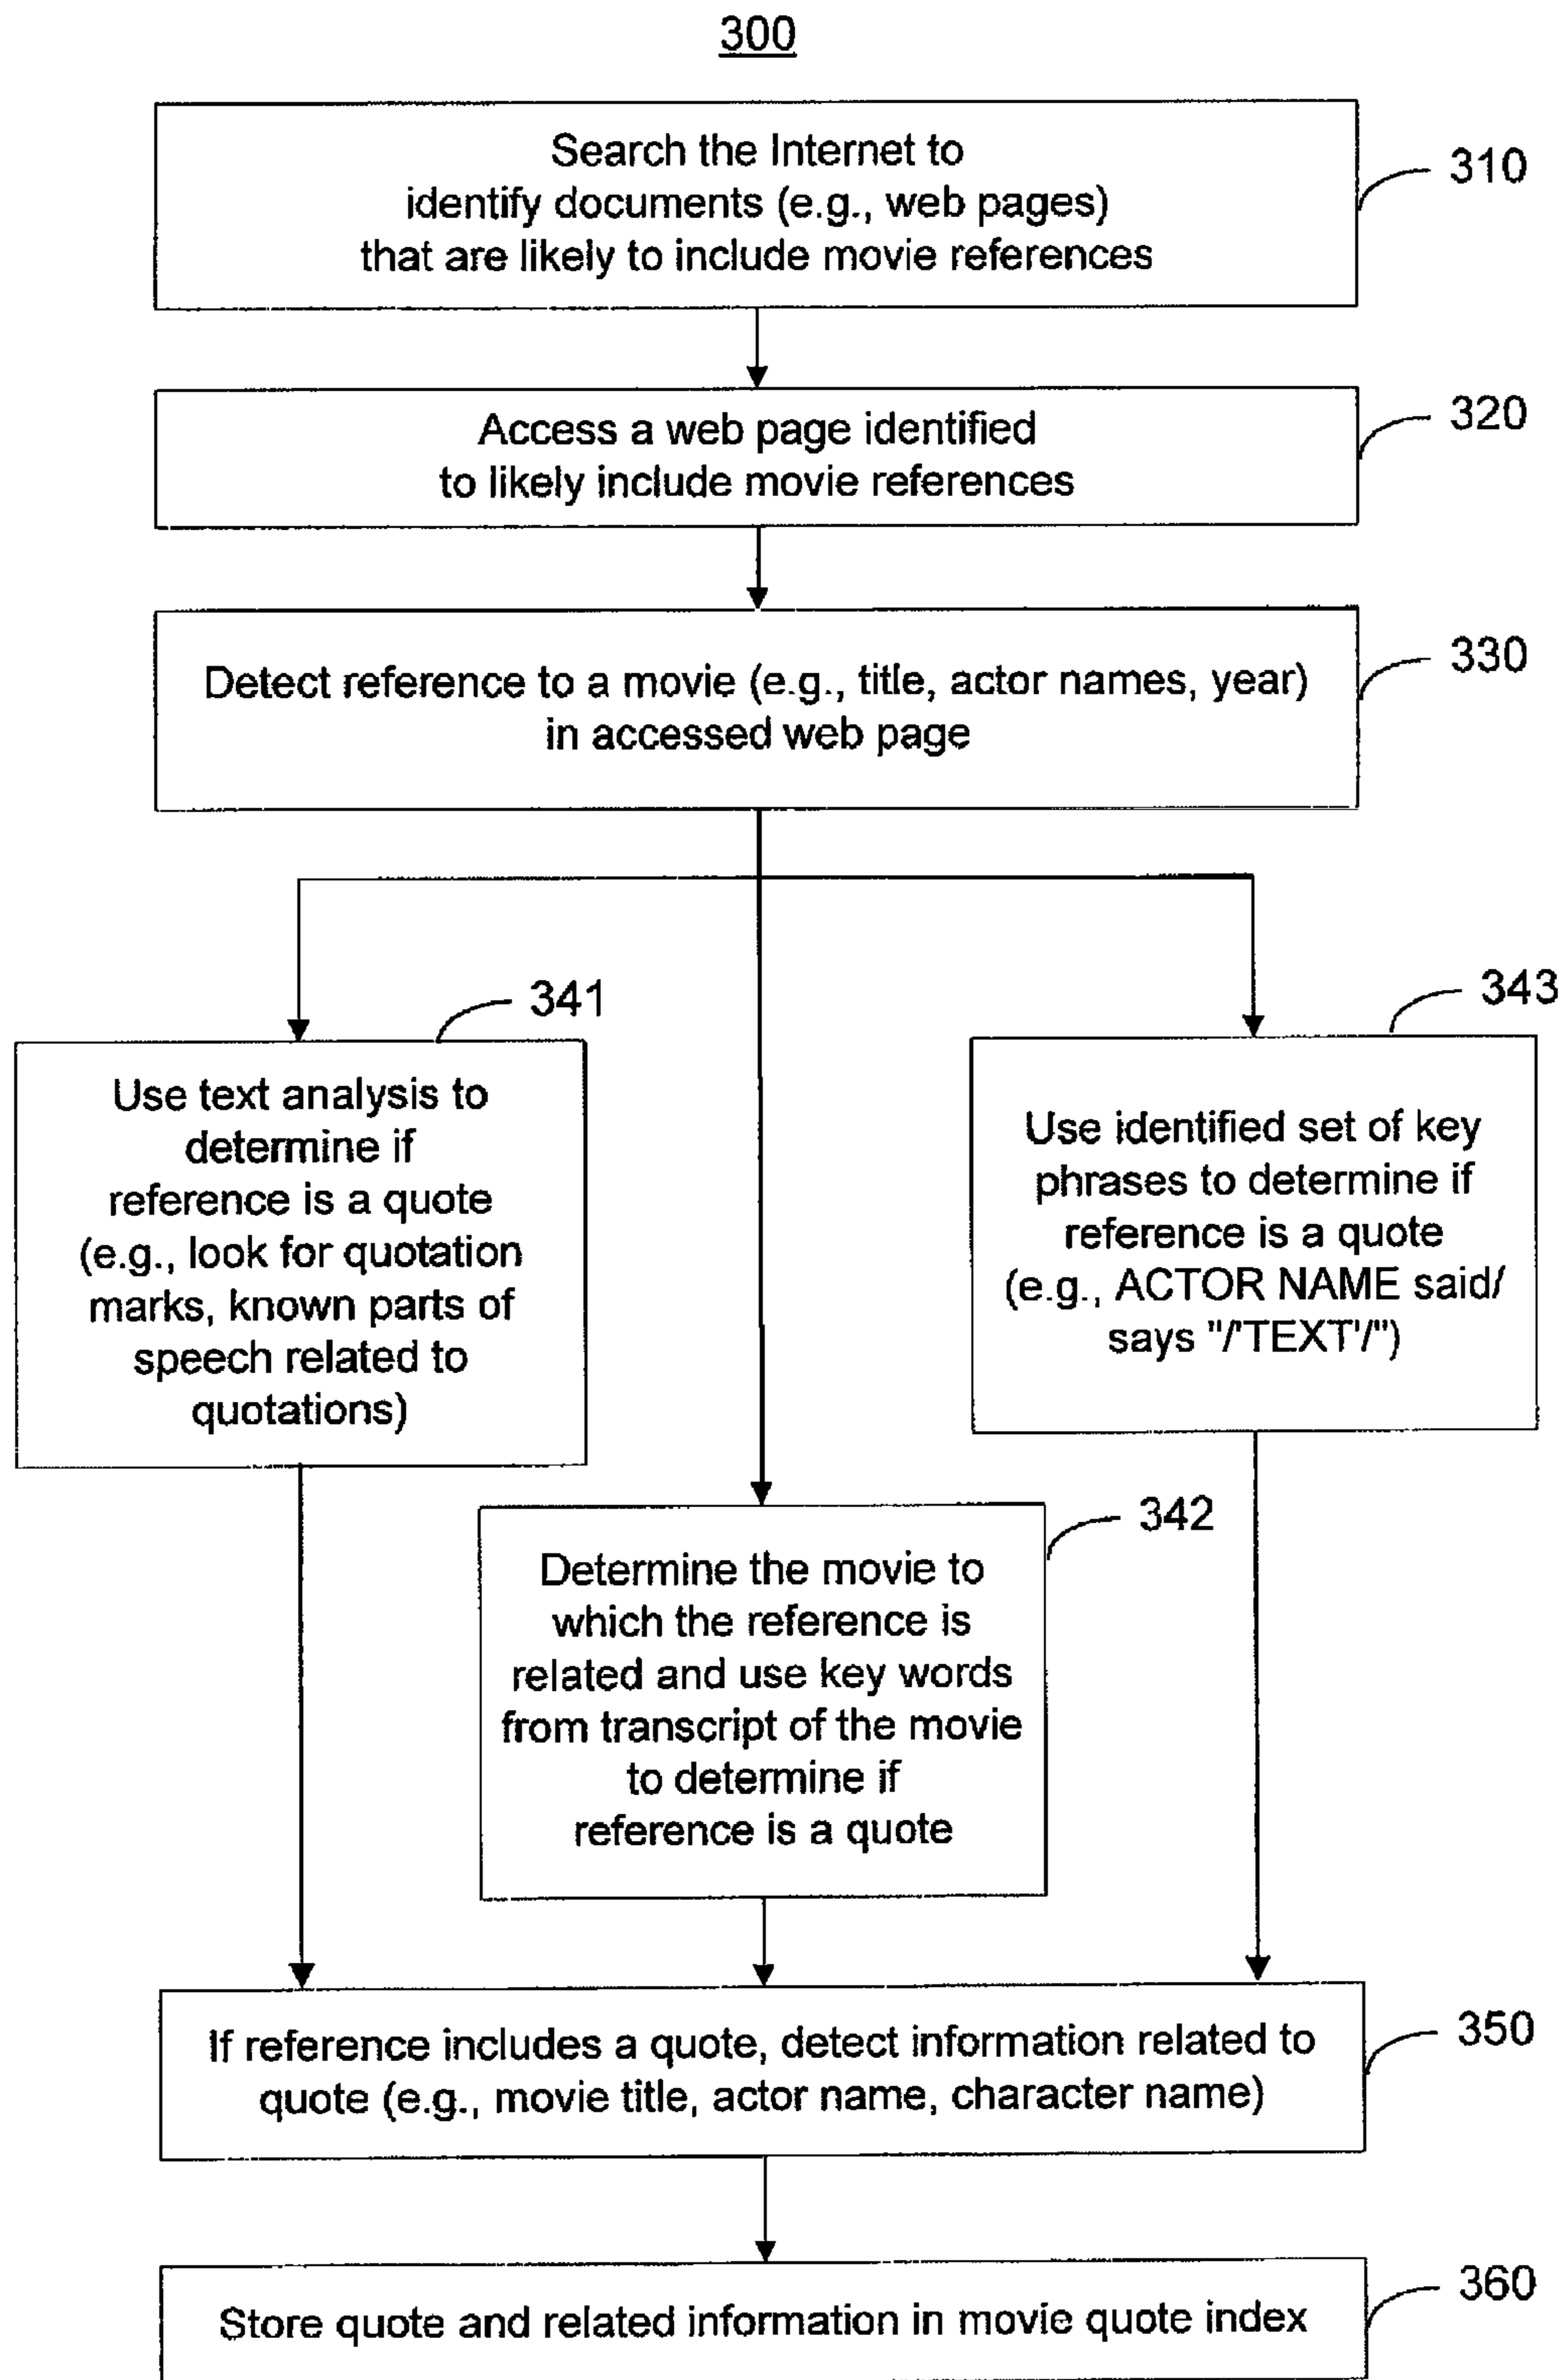 300
Search the Internet to
identify documents (e.g., web pages)
that are likely to include movie references
310
Access a web page identified
to likely include movie references
320
Detect reference to a movie (e.g., title, actor names, year)
in accessed web page
330
341
Use text analysis to
determine if
reference is a quote
(e.g., look for quotation
marks, known parts of
speech related to
quotations)
343
Use identified set of key
phrases to determine if
reference is a quote
(e.g., ACTOR NAME said/
says "/'TEXT'/")
342
Determine the movie to
which the reference is
related and use key words
from transcript of the movie
to determine if
reference is a quote
If reference includes a quote, detect information related to
quote (e.g., movie title, actor name, character name)
350
Store quote and related information in movie quote index
360